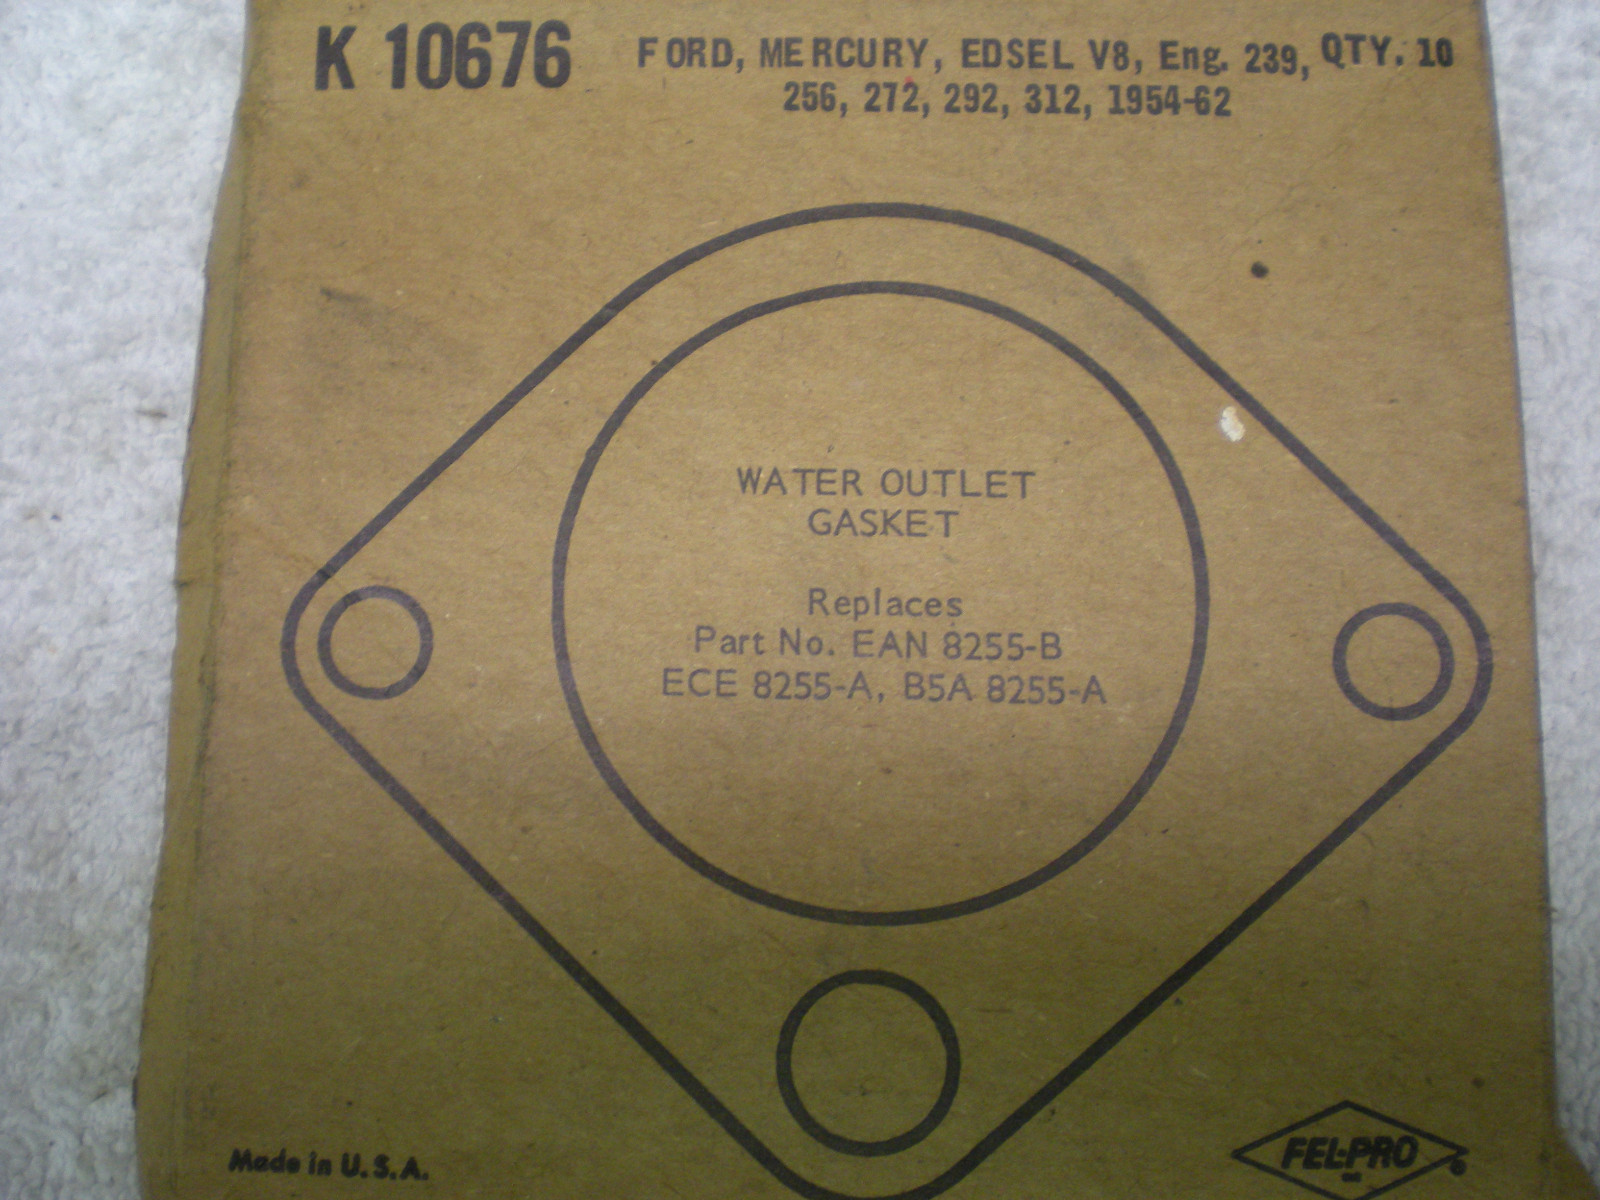 K 10676
FORD, MERCURY, EDSEL V8, Eng. 239, QTY. 10
256, 272, 292, 312, 1954-62
WATER OUTLET
GASKET
Replaces
Part No. EAN 8255-B
ECE 8255-A, B5A 8255-A
Made in U.S.A.
FEL-PRO